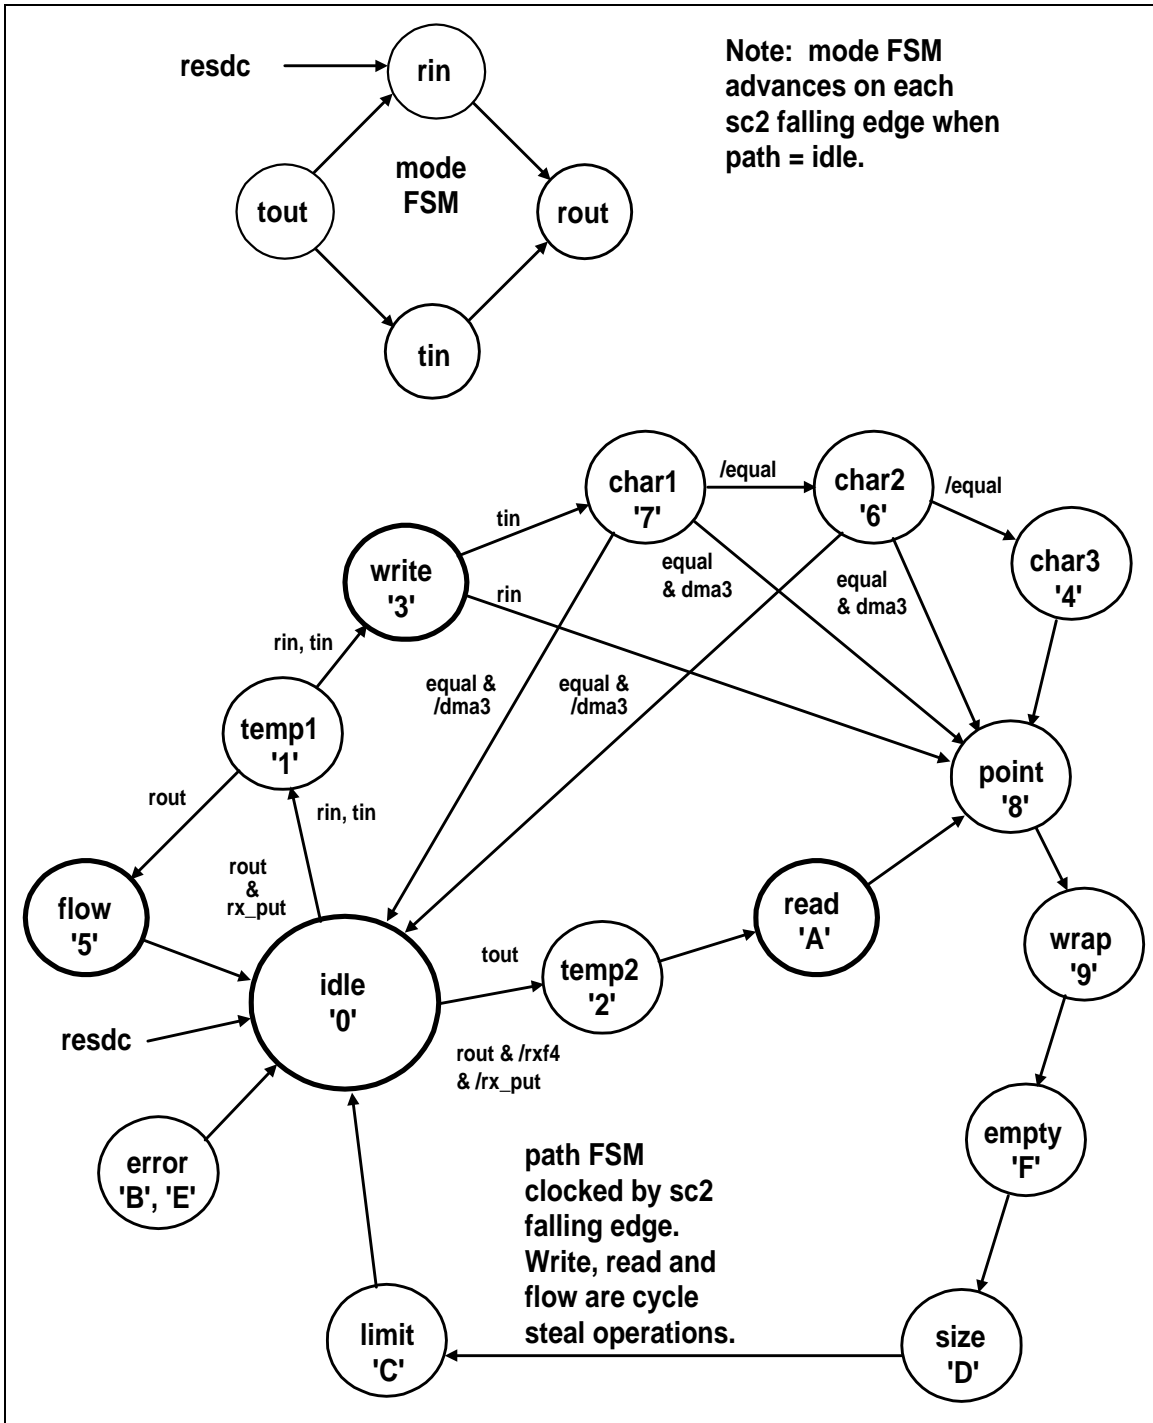 resdc
rin
Note: mode FSM
advances on each
sc2 falling edge when
path = idle.
mode
FSM
tout
rout
tin
char1
'7'
/equal
char2
'6'
/equal
tin
write
'3'
equal
& dma3
equal
& dma3
char3
'4'
rin
rin, tin
equal &
/dma3
equal &
/dma3
temp1
'1'
point
'8'
rout
rin, tin
rout
&
rx_put
flow
'5'
read
'A'
wrap
'9'
tout
temp2
'2'
idle
'0'
resdc
rout & /rxf4
& /rx_put
error
'B', 'E'
empty
'F'
path FSM
clocked by sc2
falling edge.
Write, read and
flow are cycle
steal operations.
limit
'C'
size
'D'